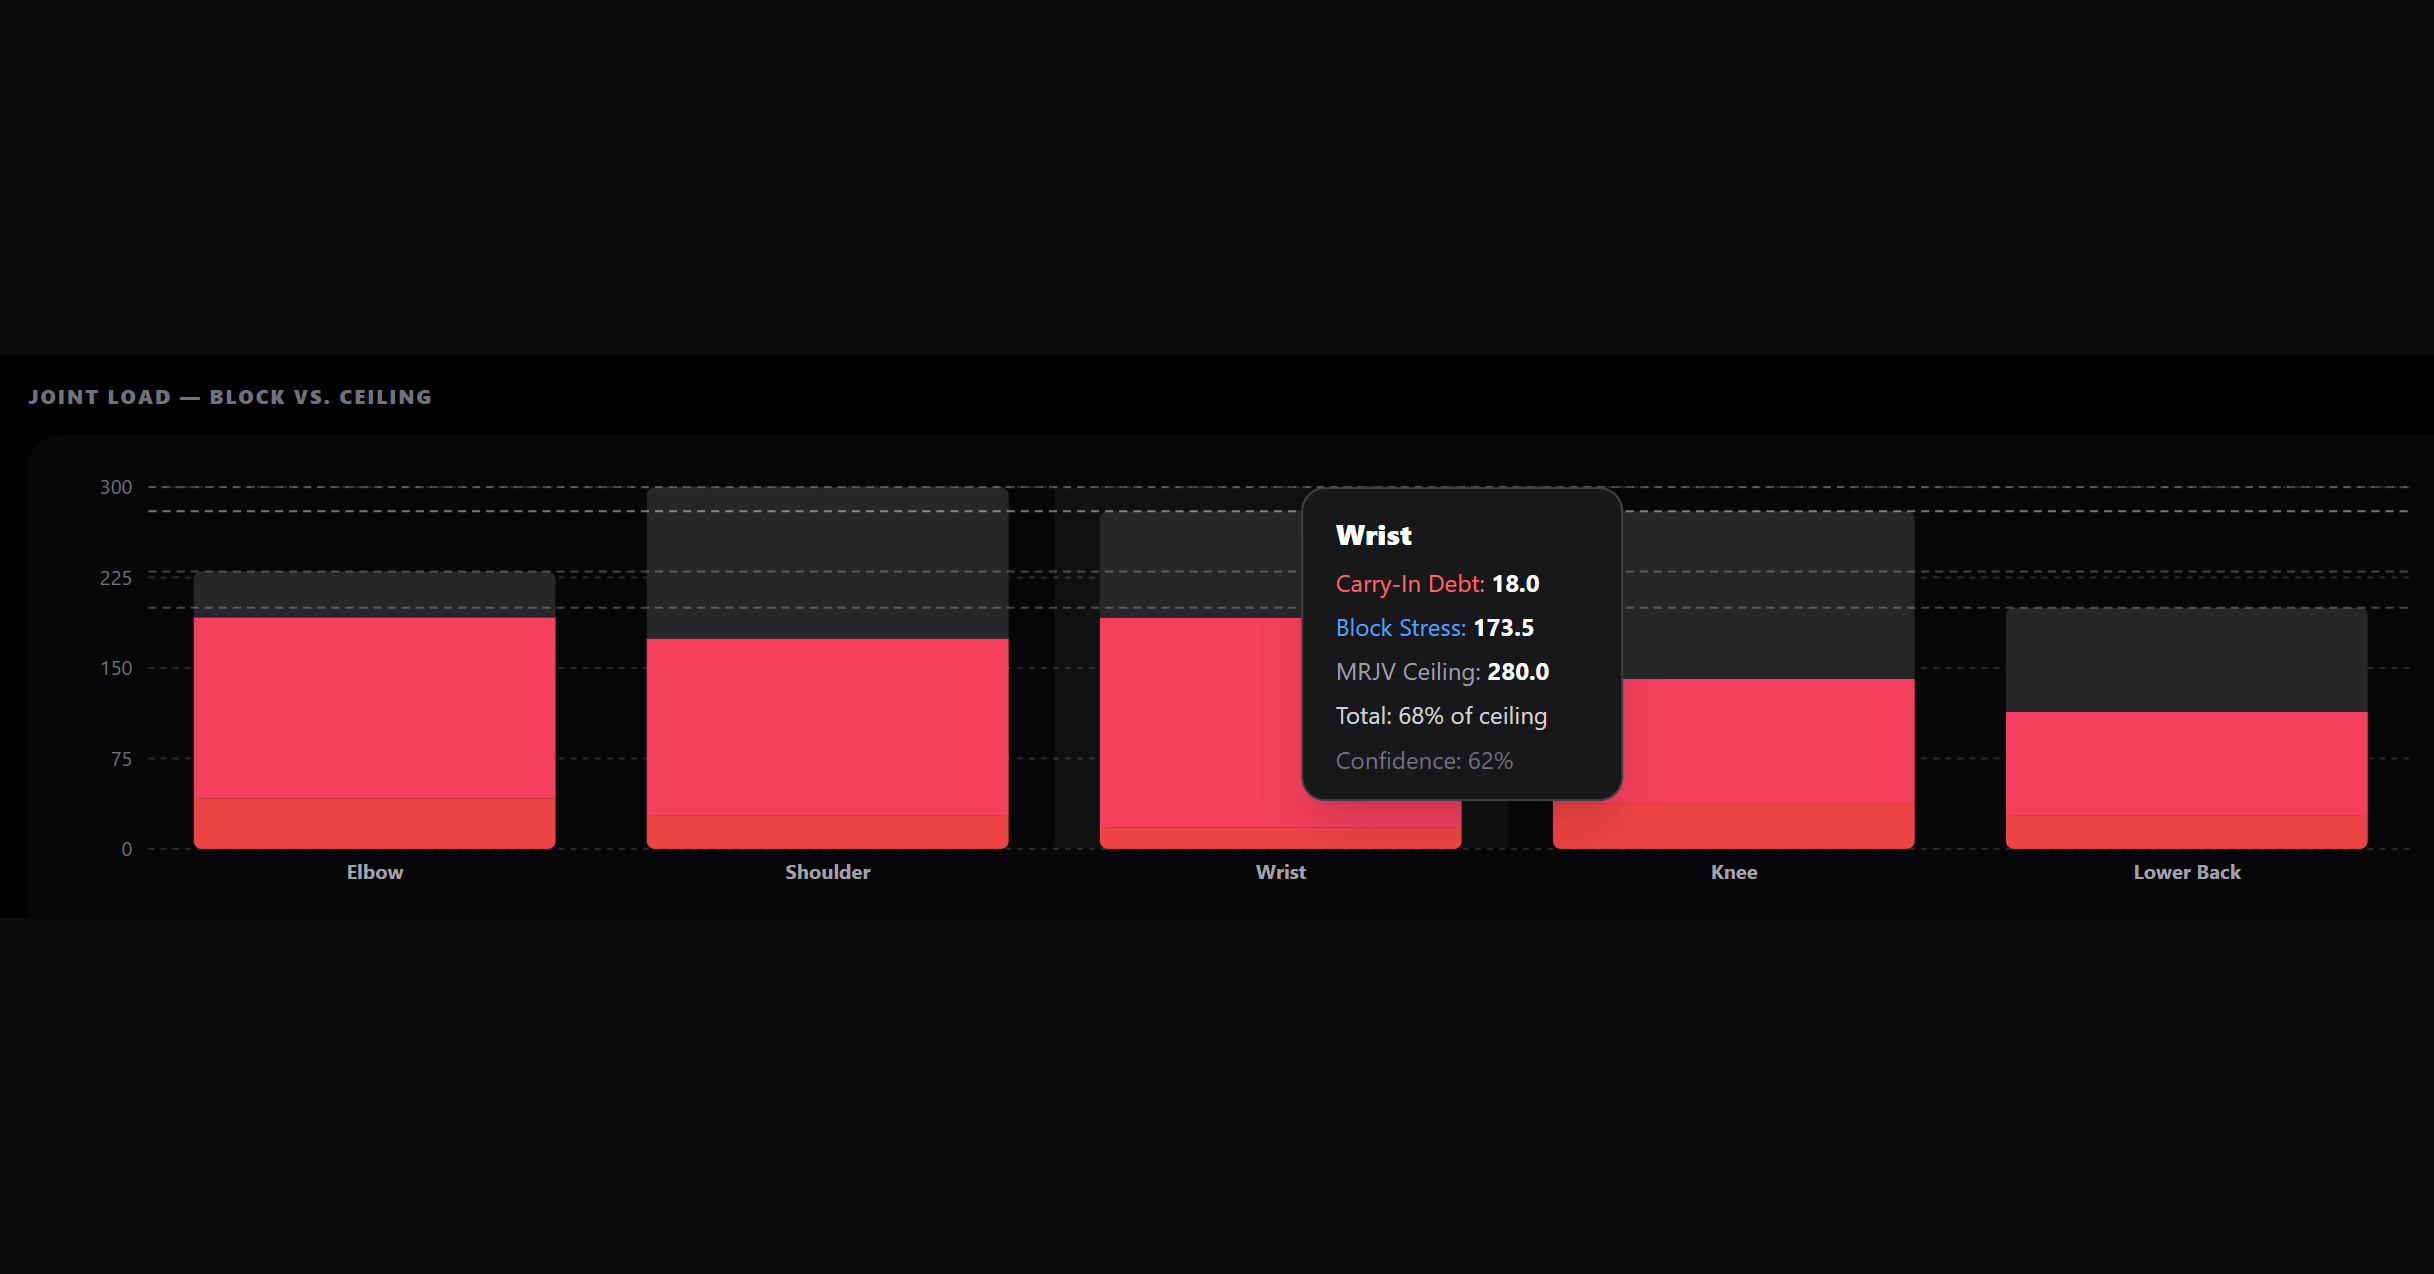 JOINT LOAD — BLOCK VS. CEILING
300
225
150
75
0
Wrist
Carry-In Debt: 18.0
Block Stress: 173.5
MRJV Ceiling: 280.0
Total: 68% of ceiling
Confidence: 62%
Elbow
Shoulder
Wrist
Knee
Lower Back